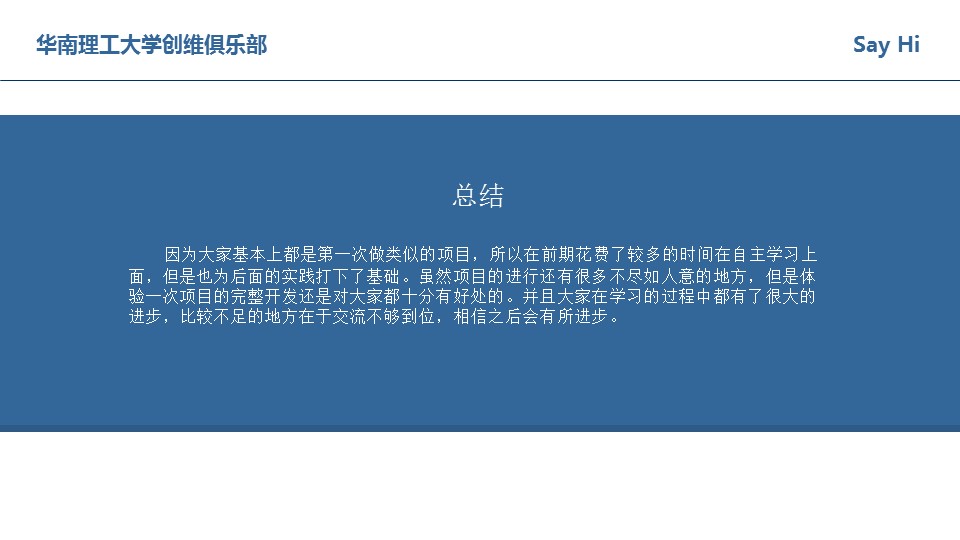 华南理工大学创维俱乐部
Say Hi
总结
因为大家基本上都是第一次做类似的项目，所以在前期花费了较多的时间在自主学习上
面，但是也为后面的实践打下了基础。虽然项目的进行还有很多不尽如人意的地方，但是体
验一次项目的完整开发还是对大家都十分有好处的。并且大家在学习的过程中都有了很大的
进步，比较不足的地方在于交流不够到位，相信之后会有所进步。